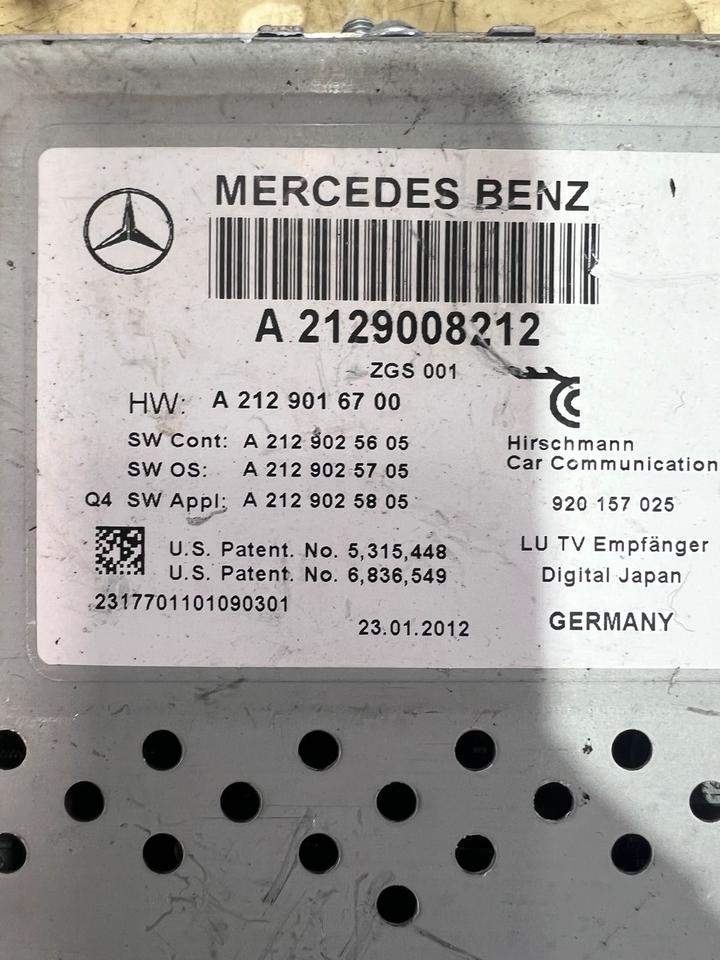 MERCEDES BENZ
A 2129008212
ZGS 001
HW: A 212 901 67 00
SW Cont: A 212 902 56 05
SW OS: A 212 902 57 05
Q4 SW Appl: A 212 902 58 05
U.S. Patent. No. 5,315,448
U.S. Patent. No. 6,836,549
2317701101090301
23.01.2012
Hirschmann
Car Communication
920 157 025
LU TV Empfänger
Digital Japan
GERMANY